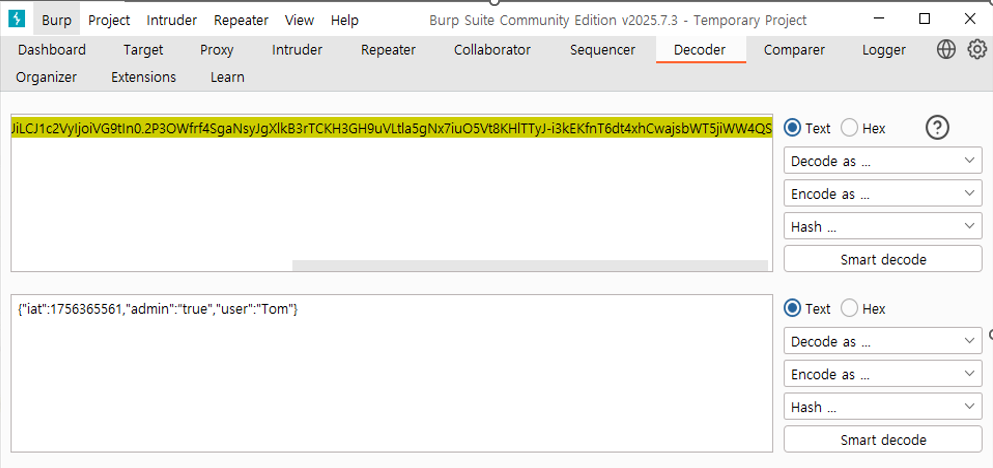 Burp Project Intruder Repeater View Help Burp Suite Community Edition v2025.7.3 - Temporary Project
Dashboard Target Proxy Intruder Repeater Collaborator Sequencer Decoder Comparer Logger
Organizer Extensions Learn
JiLCJ1c2VyIjoiVG9tIn0.2P3OWfrf4SgaNsyJgXlkB3rTCKH3GH9uVLtla5gNx7iuO5Vt8KHlTTyJ-i3kEKfnT6dt4xhCwajsbWT5jiWW4QS
Text Hex ?
Decode as ...
Encode as ...
Hash ...
Smart decode
{"iat":1756365561,"admin":"true","user":"Tom"}
Text Hex
Decode as ...
Encode as ...
Hash ...
Smart decode